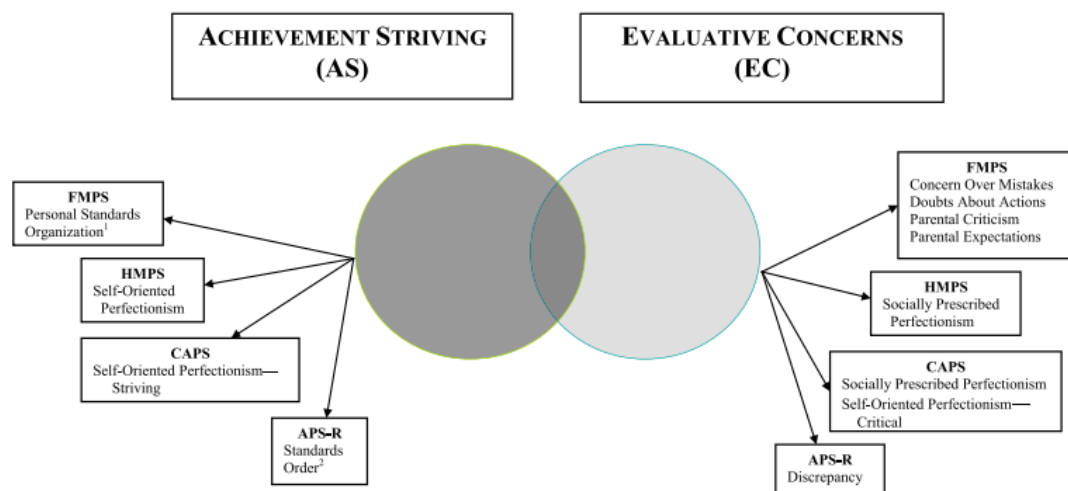 ACHIEVEMENT STRIVING
(AS)
EVALUATIVE CONCERNS
(EC)
FMPS
Personal Standards
Organization¹
HMPS
Self-Oriented
Perfectionism
CAPS
Self-Oriented Perfectionism—
Striving
APS-R
Standards
Order²
FMPS
Concern Over Mistakes
Doubts About Actions
Parental Criticism
Parental Expectations
HMPS
Socially Prescribed
Perfectionism
CAPS
Socially Prescribed Perfectionism
Self-Oriented Perfectionism—
Critical
APS-R
Discrepancy